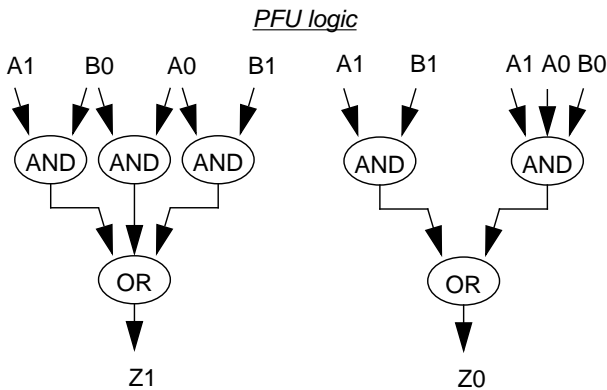 PFU logic
A1 B0 A0 B1 A1 B1 A1 A0 B0
AND AND AND AND AND
OR OR
Z1 Z0